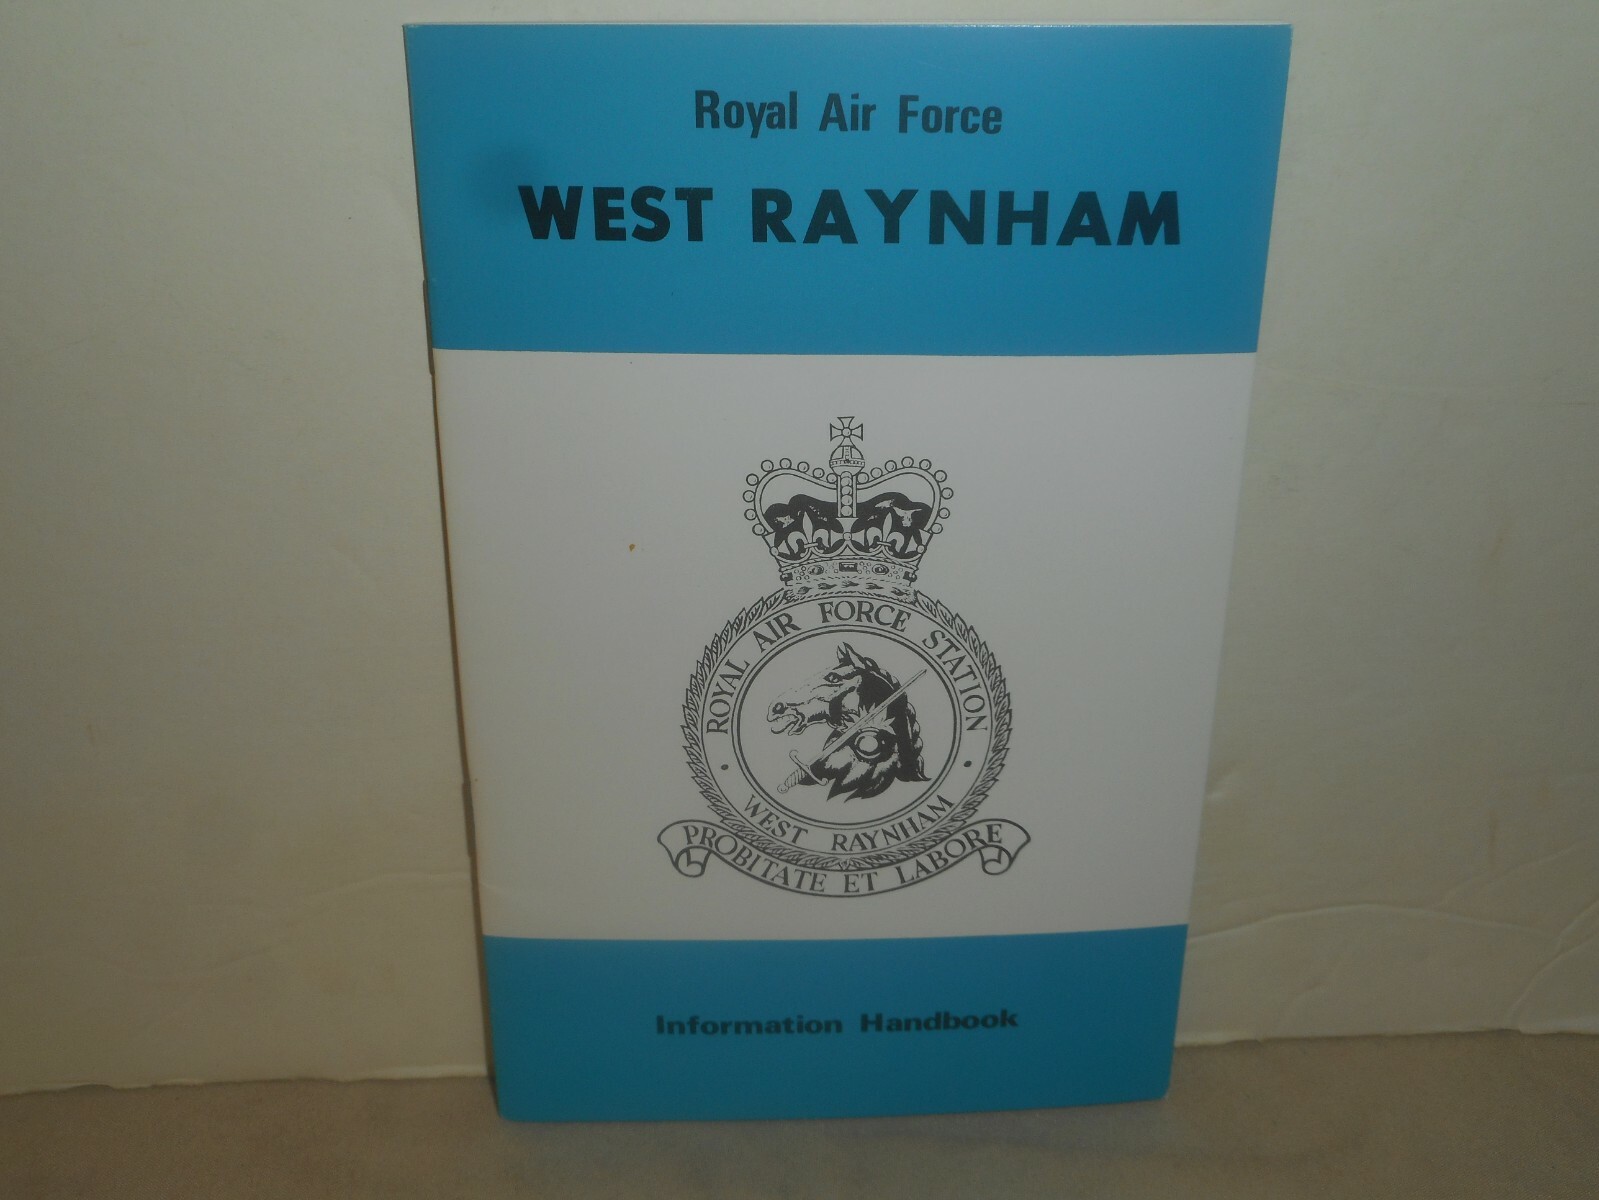 Royal Air Force
WEST RAYNHAM
ROYAL AIR FORCE STATION
WEST RAYNHAM
PROBITATE ET LABORE
Information Handbook